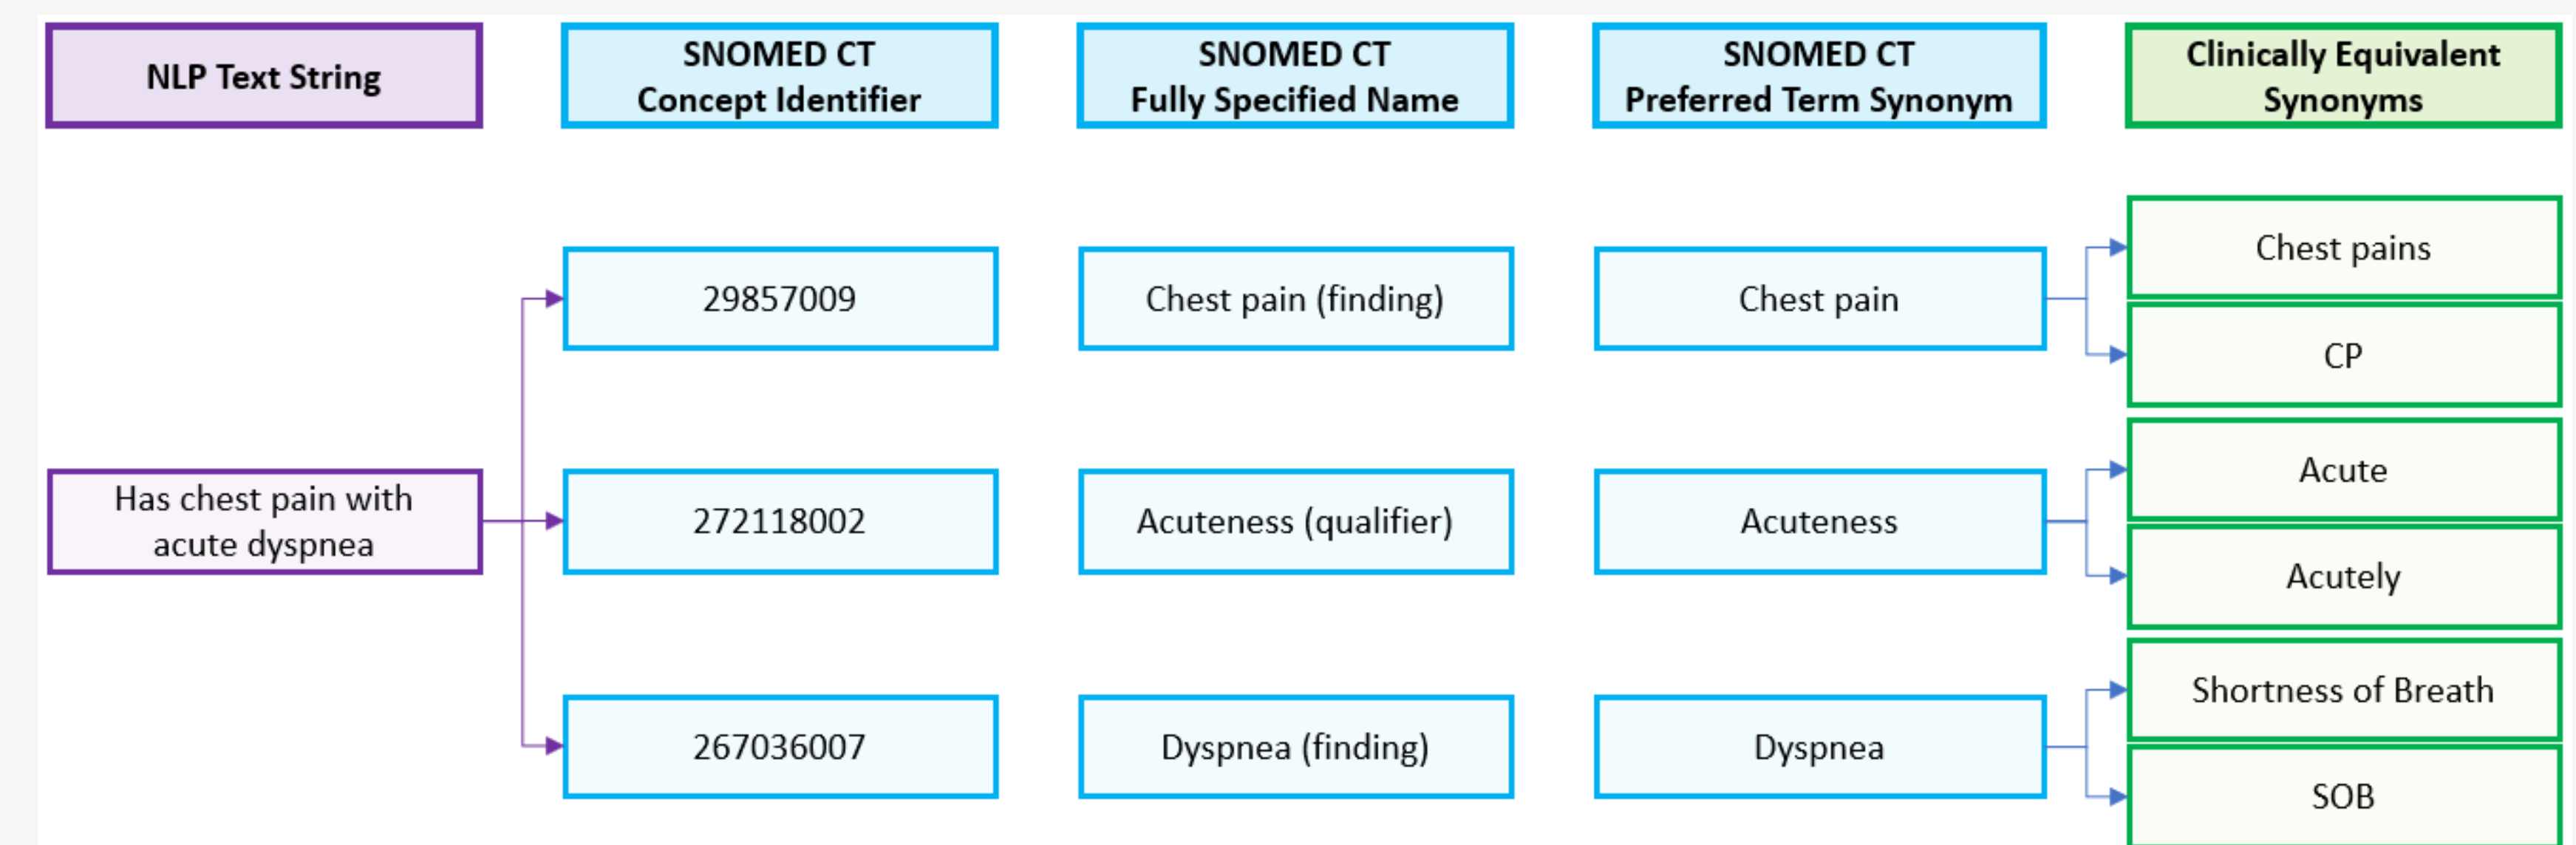 NLP Text String
SNOMED CT
Concept Identifier
SNOMED CT
Fully Specified Name
SNOMED CT
Preferred Term Synonym
Clinically Equivalent
Synonyms
Has chest pain with
acute dyspnea
29857009
Chest pain (finding)
Chest pain
Chest pains
CP
272118002
Acuteness (qualifier)
Acuteness
Acute
Acutely
267036007
Dyspnea (finding)
Dyspnea
Shortness of Breath
SOB